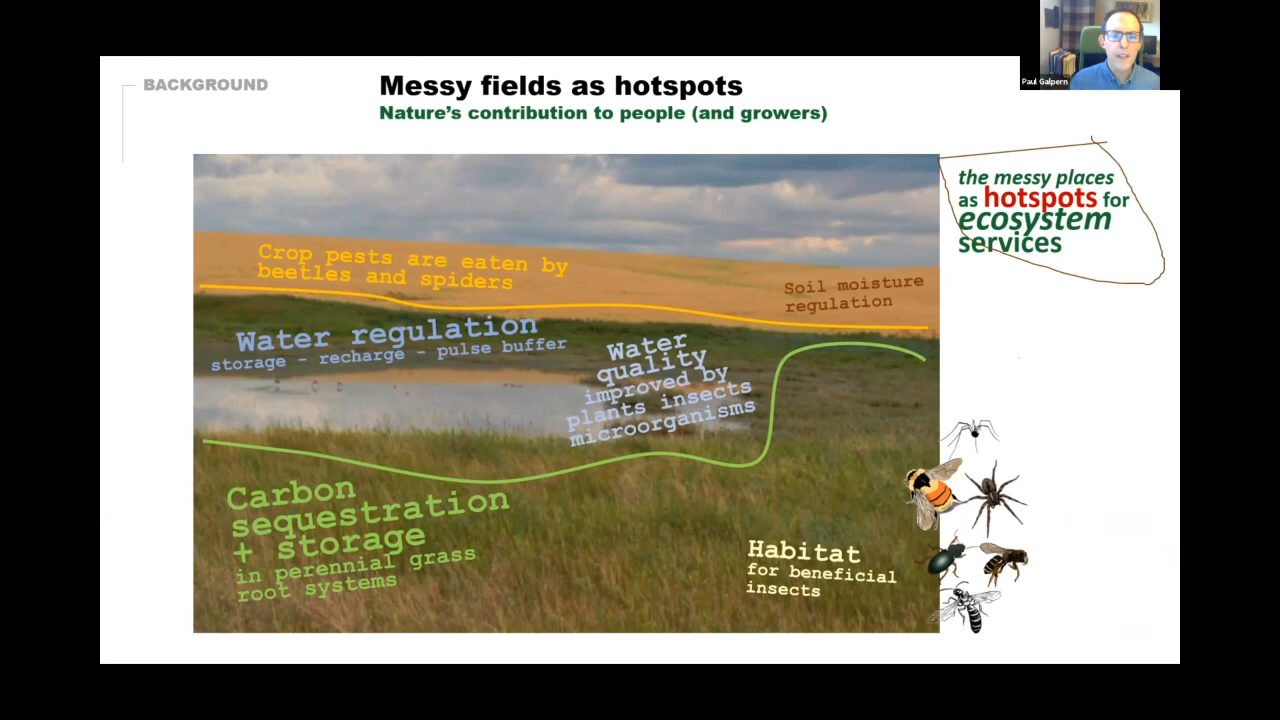 BACKGROUND
Messy fields as hotspots
Nature's contribution to people (and growers)
Paul Galpern
the messy places
as hotspots for
ecosystem
services
Crop pests are eaten by
beetles and spiders
Soil moisture
regulation
Water regulation
storage - recharge - pulse buffer
Water
quality
improved by
plants insects
microorganisms
Carbon
sequestration
+ storage
in perennial grass
root systems
Habitat
for beneficial
insects